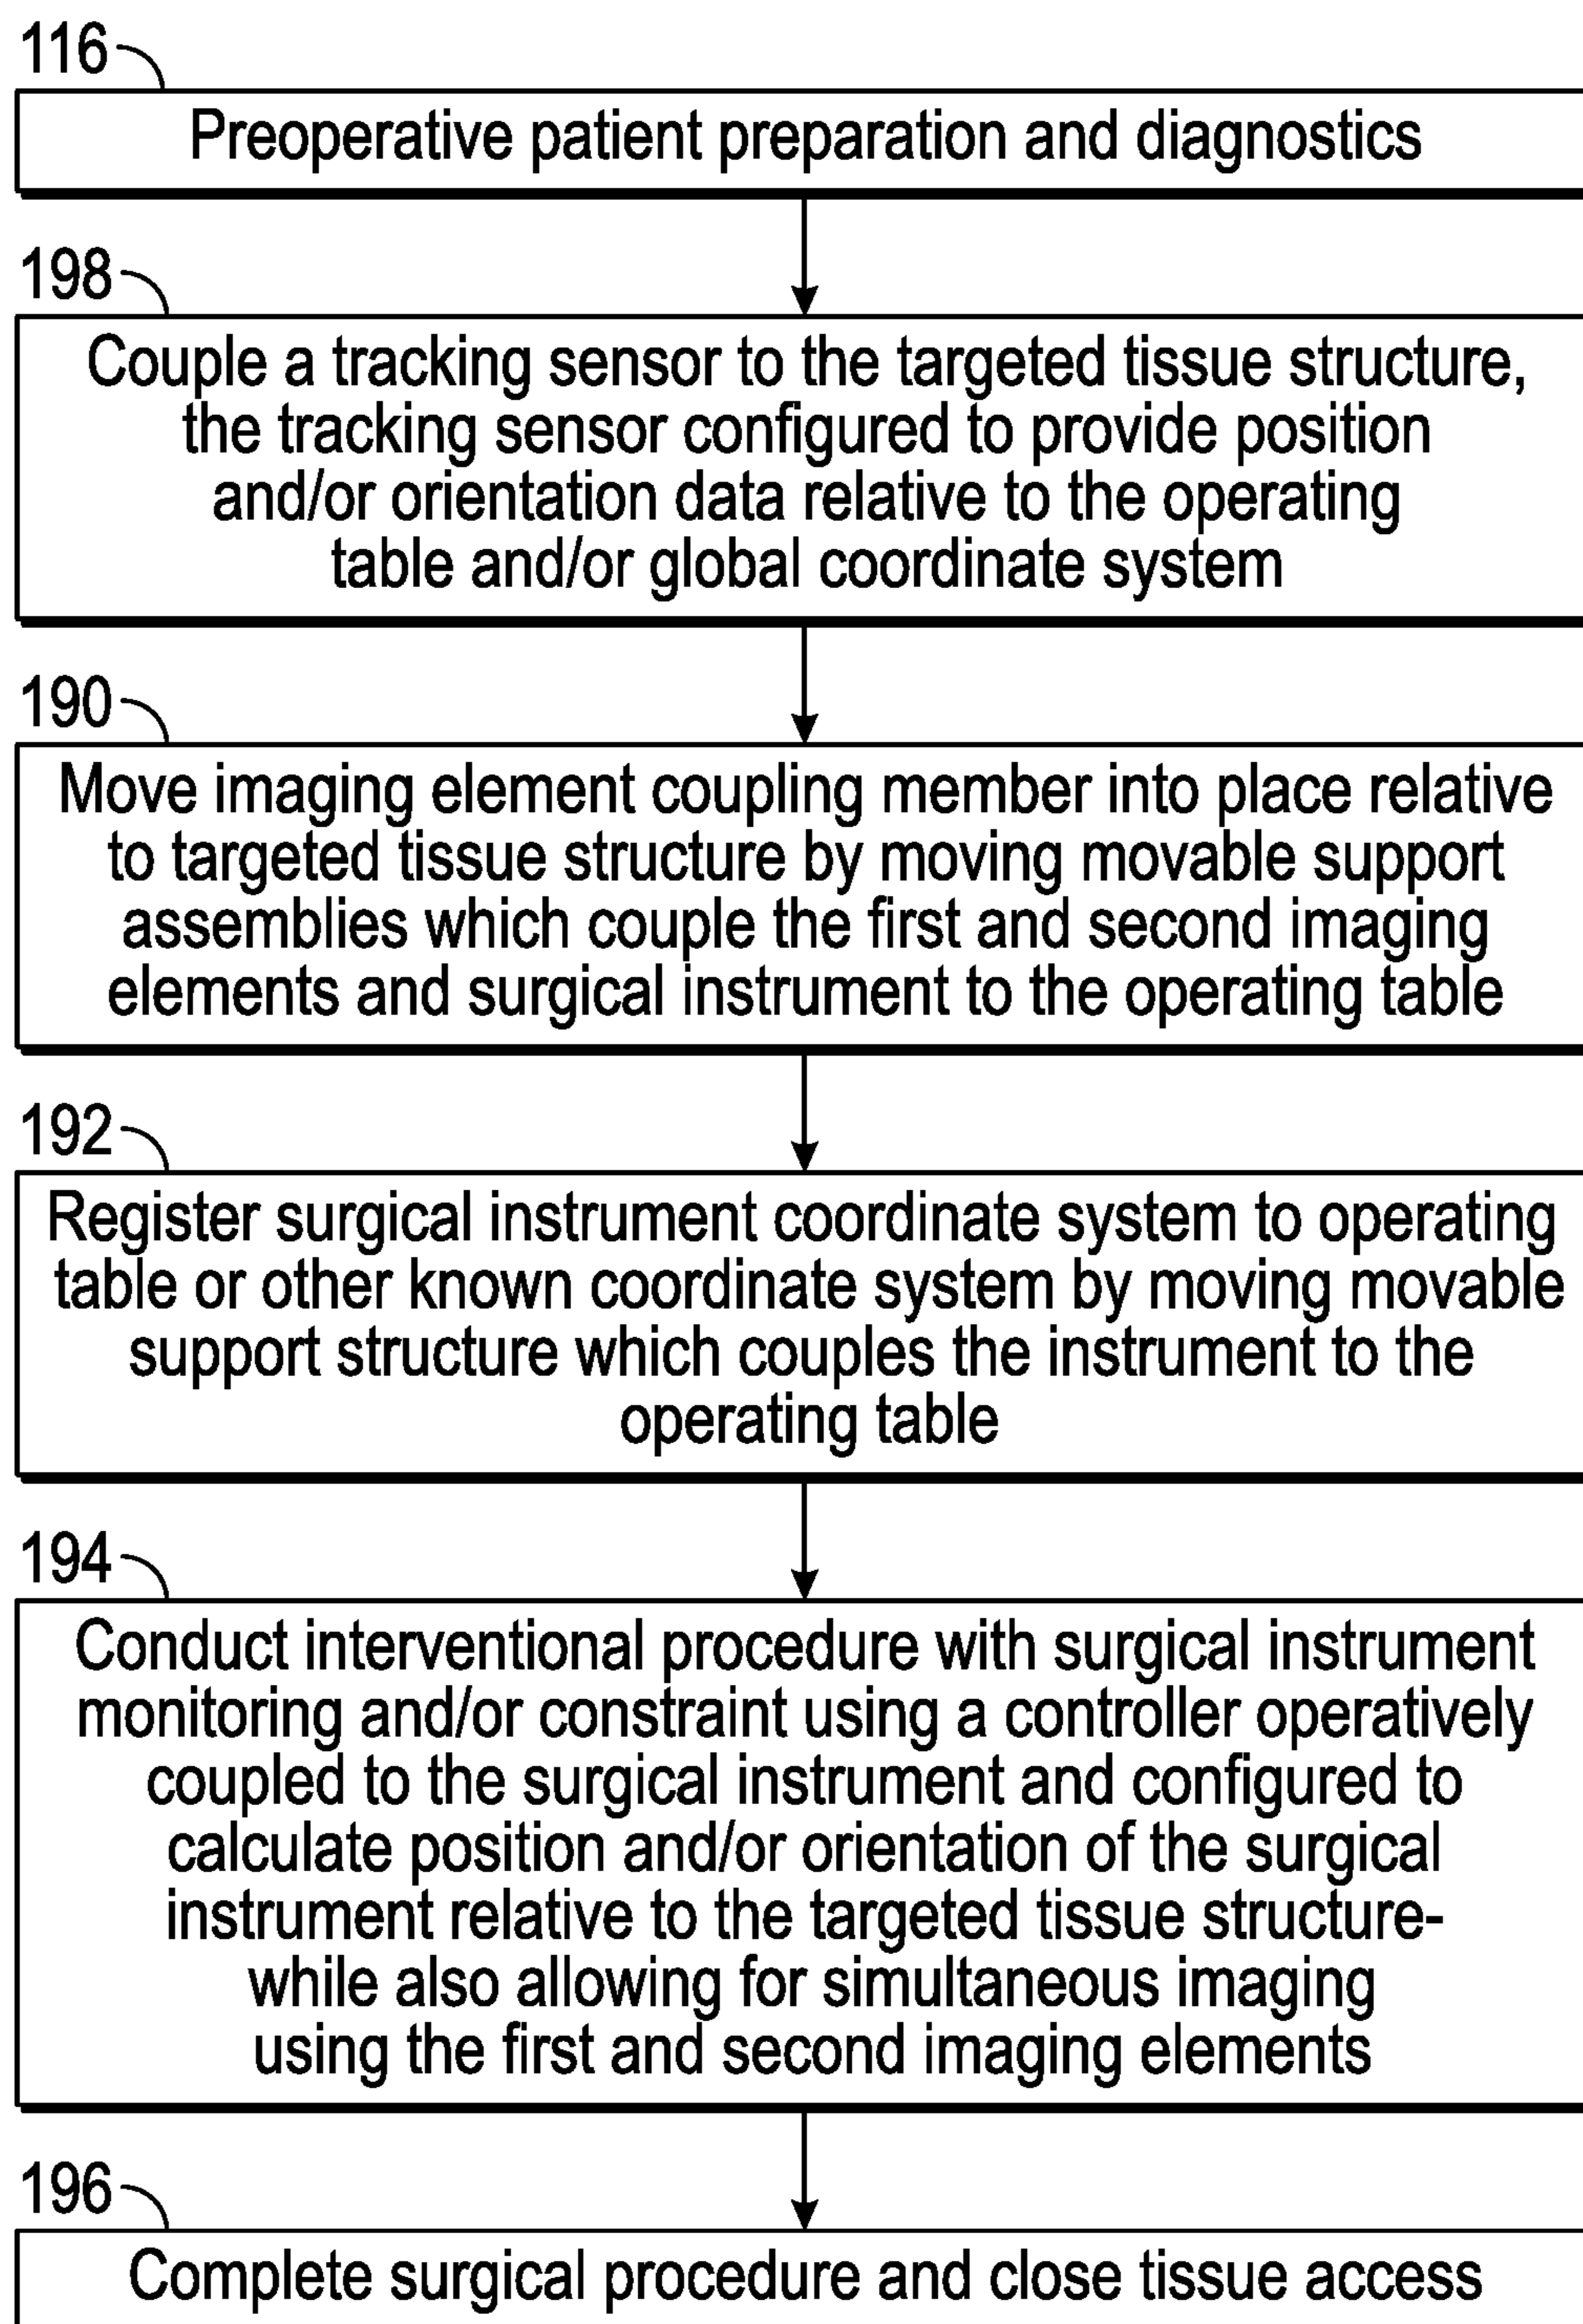 116
Preoperative patient preparation and diagnostics
198
Couple a tracking sensor to the targeted tissue structure,
the tracking sensor configured to provide position
and/or orientation data relative to the operating
table and/or global coordinate system
190
Move imaging element coupling member into place relative
to targeted tissue structure by moving movable support
assemblies which couple the first and second imaging
elements and surgical instrument to the operating table
192
Register surgical instrument coordinate system to operating
table or other known coordinate system by moving movable
support structure which couples the instrument to the
operating table
194
Conduct interventional procedure with surgical instrument
monitoring and/or constraint using a controller operatively
coupled to the surgical instrument and configured to
calculate position and/or orientation of the surgical
instrument relative to the targeted tissue structure-
while also allowing for simultaneous imaging
using the first and second imaging elements
196
Complete surgical procedure and close tissue access